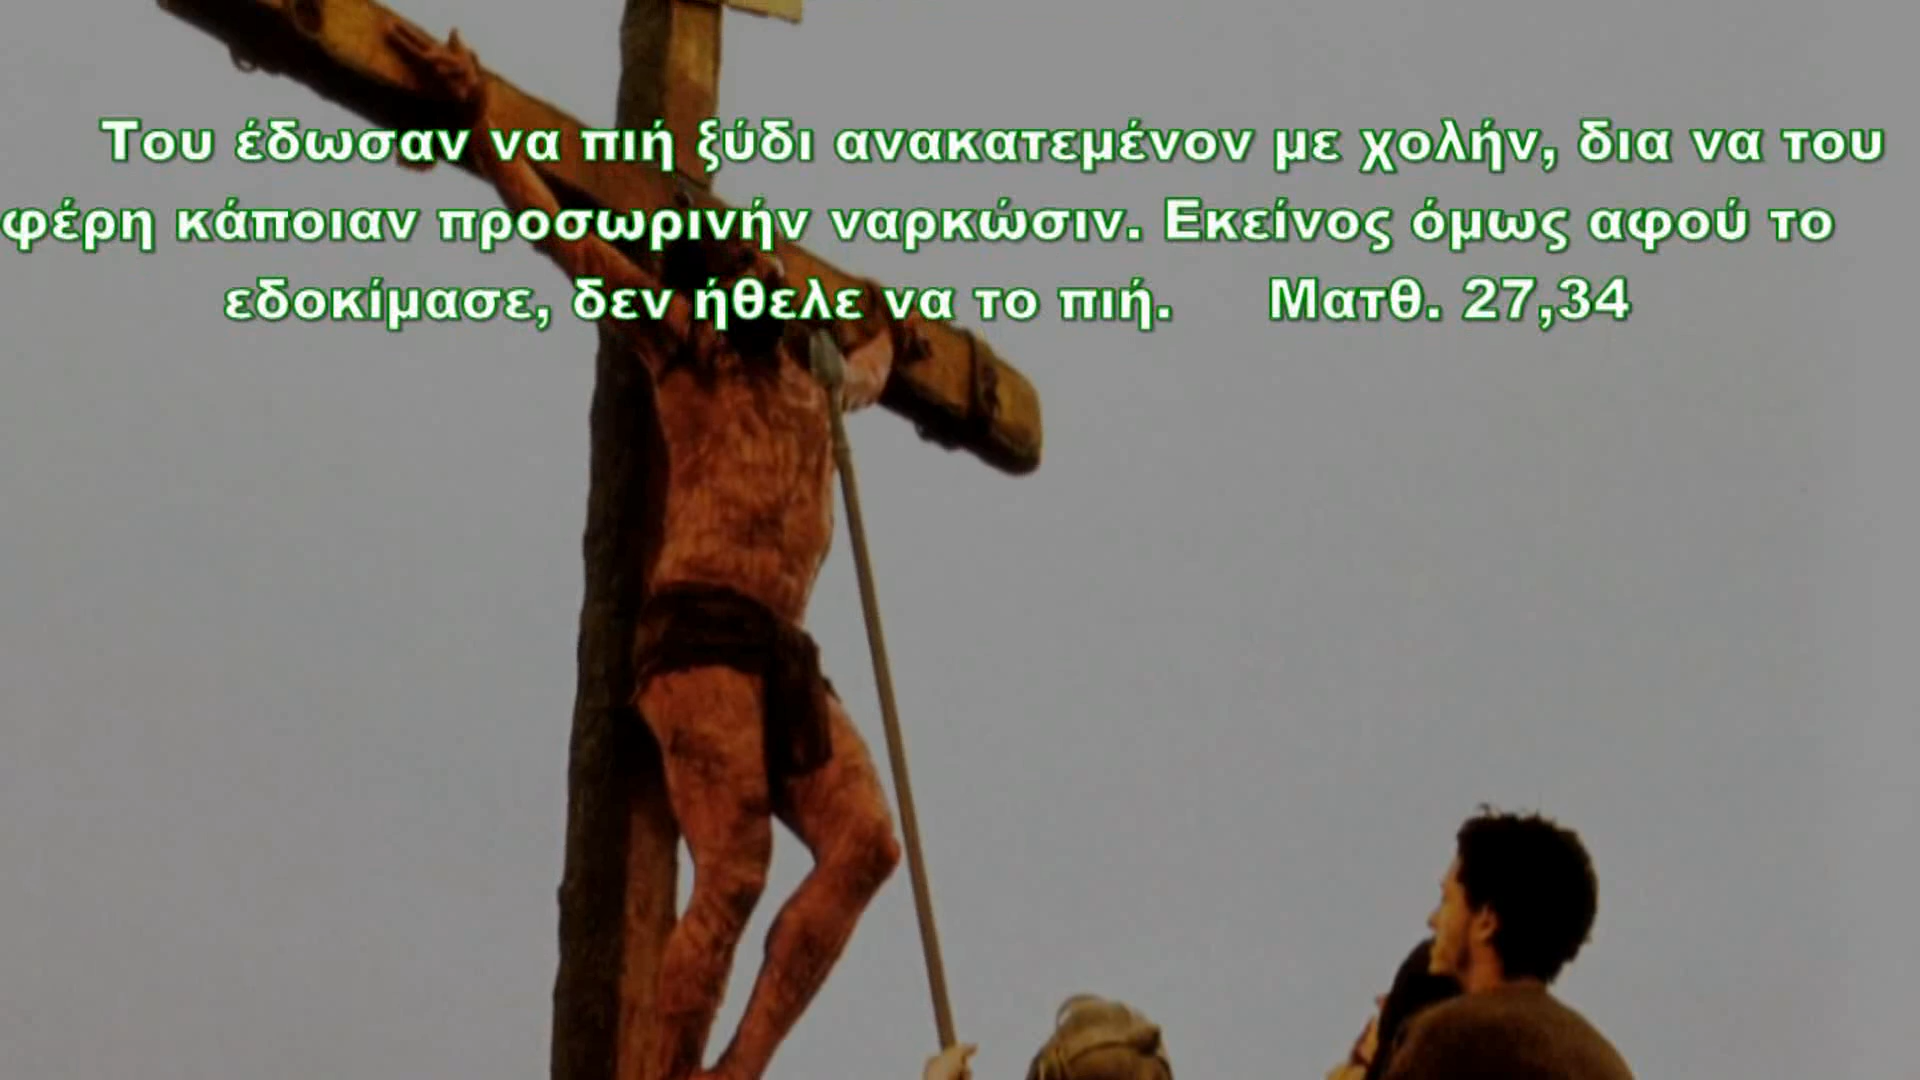 Του έδωσαν να πιή ξύδι ανακατεμένον με χολήν, δια να του
φέρη κάποιαν προσωρινήν ναρκώσιν. Εκείνος όμως αφού το
εδοκίμασε, δεν ήθελε να το πιή. Ματθ. 27,34